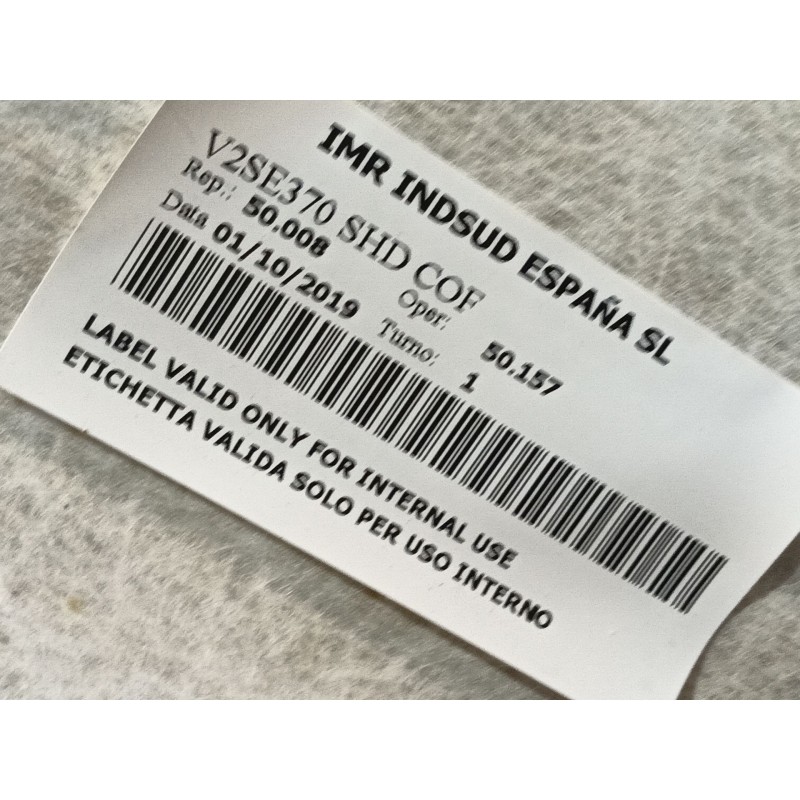 IMR INDSUD ESPAÑA SL
V2SE370 SHD COF
Rep.: 50.008 Oper: 50.157
Data 01/10/2019 Turno: 1
LABEL VALID ONLY FOR INTERNAL USE
ETICHETTA VALIDA SOLO PER USO INTERNO